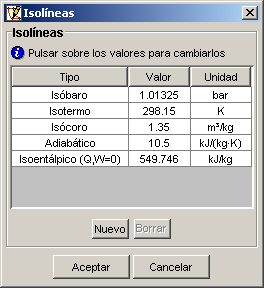 Isolíneas
Isolíneas
Pulsar sobre los valores para cambiarlos
Tipo Valor Unidad
Isóbaro 1.01325 bar
Isotermo 298.15 K
Isócoro 1.35 m³/kg
Adiabático 10.5 kJ/(kg·K)
Isoentálpico (Q,W=0) 549.746 kJ/kg
Nuevo Borrar
Aceptar Cancelar